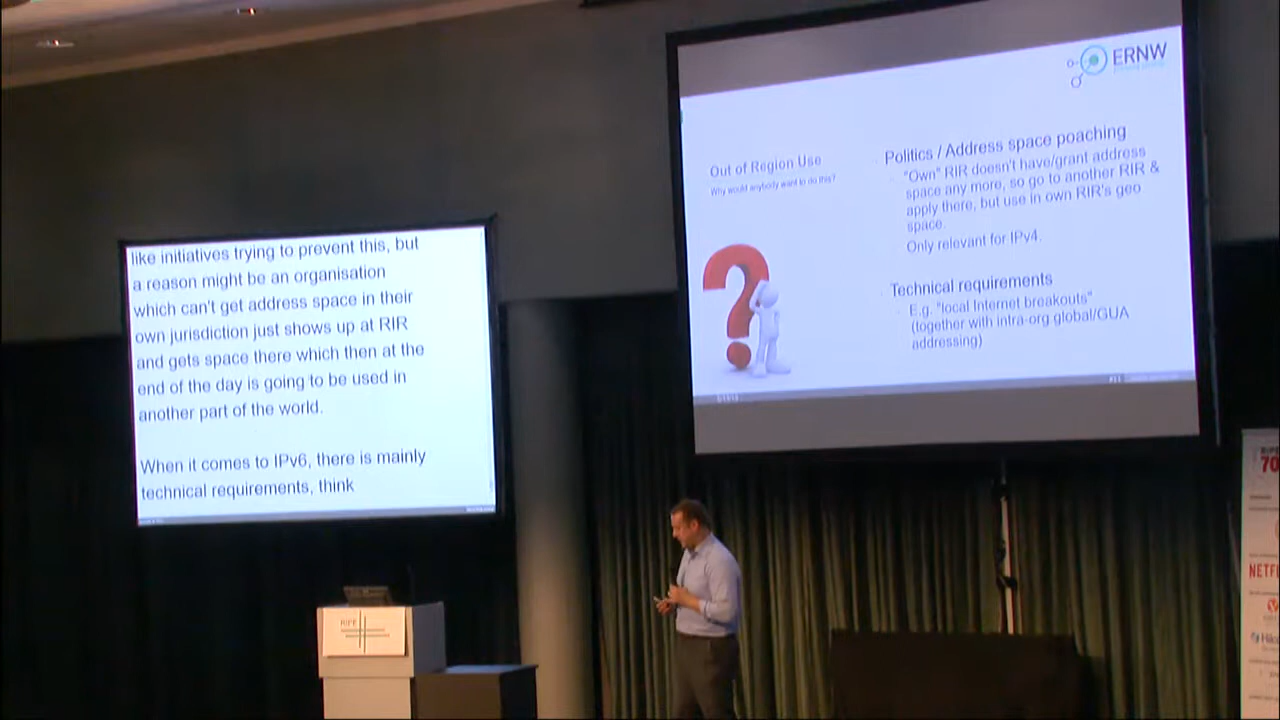 like initiatives trying to prevent this, but
a reason might be an organisation
which can't get address space in their
own jurisdiction just shows up at RIR
and gets space there which then at the
end of the day is going to be used in
another part of the world.
When it comes to IPv6, there is mainly
technical requirements, think
ERNW
Out of Region Use
Why would anybody want to do this?
Politics / Address space poaching
"Own" RIR doesn't have/grant address
space any more, so go to another RIR &
apply there, but use in own RIR's geo
space.
Only relevant for IPv4.
Technical requirements
E.g. "local Internet breakouts"
(together with intra-org global/GUA
addressing)
RIPE
70
NETFL